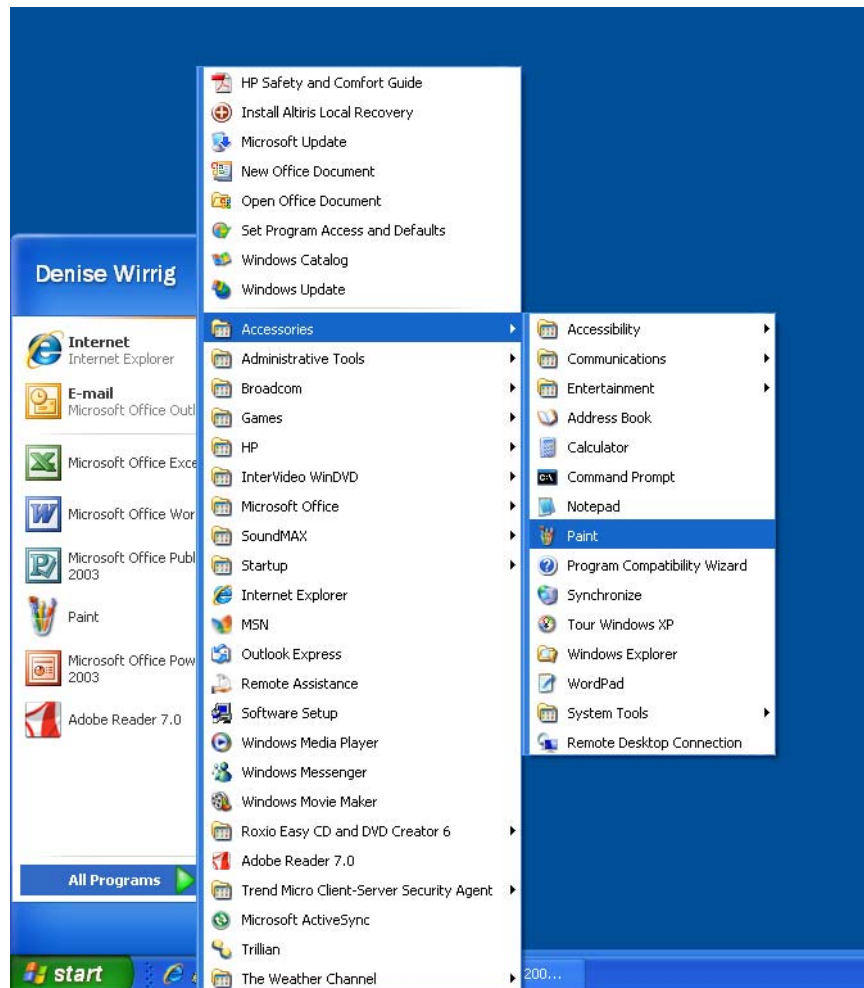 HP Safety and Comfort Guide
Install Altiris Local Recovery
Microsoft Update
New Office Document
Open Office Document
Set Program Access and Defaults
Windows Catalog
Windows Update
Denise Wirrig
Internet
Internet Explorer
E-mail
Microsoft Office Outl
Microsoft Office Exce
Microsoft Office Wor
Microsoft Office Publ
2003
Paint
Microsoft Office Pow
2003
Adobe Reader 7.0
All Programs
Accessories
Administrative Tools
Broadcom
Games
HP
InterVideo WinDVD
Microsoft Office
SoundMAX
Startup
Internet Explorer
MSN
Outlook Express
Remote Assistance
Software Setup
Windows Media Player
Windows Messenger
Windows Movie Maker
Roxio Easy CD and DVD Creator 6
Adobe Reader 7.0
Trend Micro Client-Server Security Agent
Microsoft ActiveSync
Trillian
The Weather Channel
Accessibility
Communications
Entertainment
Address Book
Calculator
C:\
Command Prompt
Notepad
Paint
Program Compatibility Wizard
Synchronize
Tour Windows XP
Windows Explorer
WordPad
System Tools
Remote Desktop Connection
start
200...